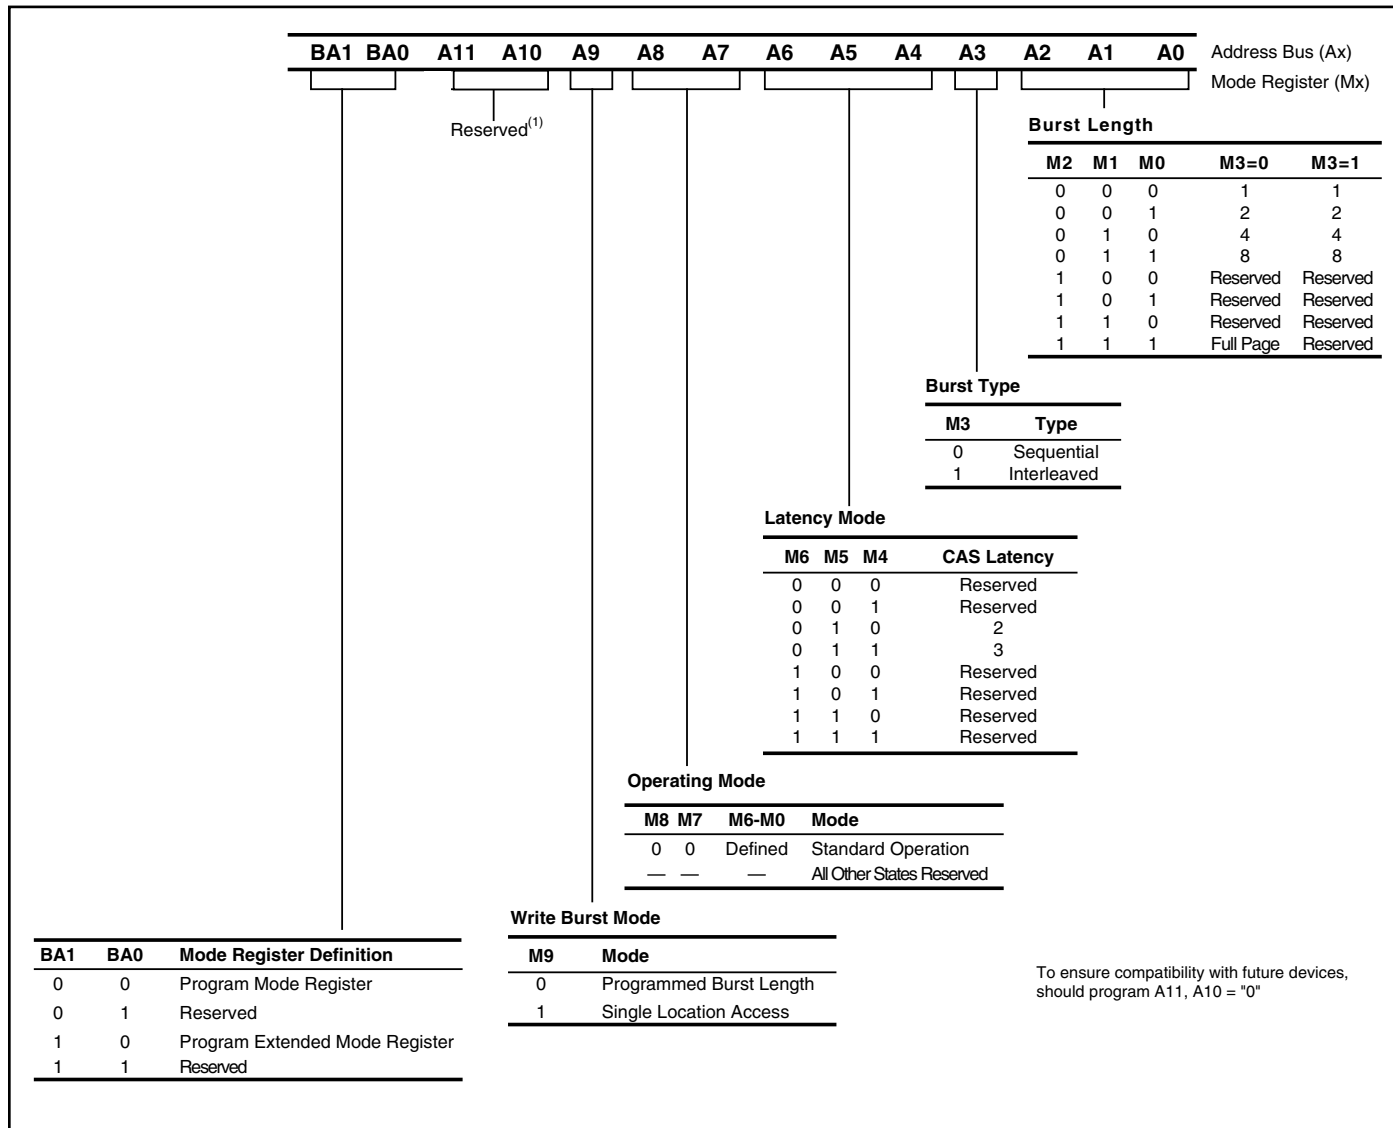 BA1 BA0 A11 A10 A9 A8 A7 A6 A5 A4 A3 A2 A1 A0 Address Bus (Ax)
Mode Register (Mx)
Reserved(1)
Burst Length
M2 M1 M0 M3=0 M3=1
0 0 0 1 1
0 0 1 2 2
0 1 0 4 4
0 1 1 8 8
1 0 0 Reserved Reserved
1 0 1 Reserved Reserved
1 1 0 Reserved Reserved
1 1 1 Full Page Reserved
Burst Type
M3 Type
0 Sequential
1 Interleaved
Latency Mode
M6 M5 M4 CAS Latency
0 0 0 Reserved
0 0 1 Reserved
0 1 0 2
0 1 1 3
1 0 0 Reserved
1 0 1 Reserved
1 1 0 Reserved
1 1 1 Reserved
Operating Mode
M8 M7 M6-M0 Mode
0 0 Defined Standard Operation
— — — All Other States Reserved
Write Burst Mode
M9 Mode
0 Programmed Burst Length
1 Single Location Access
BA1 BA0 Mode Register Definition
0 0 Program Mode Register
0 1 Reserved
1 0 Program Extended Mode Register
1 1 Reserved
To ensure compatibility with future devices,
should program A11, A10 = "0"